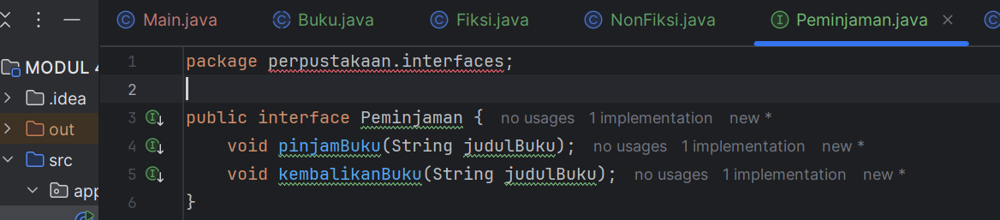 Main.java Buku.java Fiksi.java NonFiksi.java Peminjaman.java
MODUL 4
.idea
out
src
app
1 package perpustakaan.interfaces;
2
3 public interface Peminjaman { no usages 1 implementation new *
4 void pinjamBuku(String judulBuku); no usages 1 implementation new *
5 void kembalikanBuku(String judulBuku); no usages 1 implementation new *
6 }